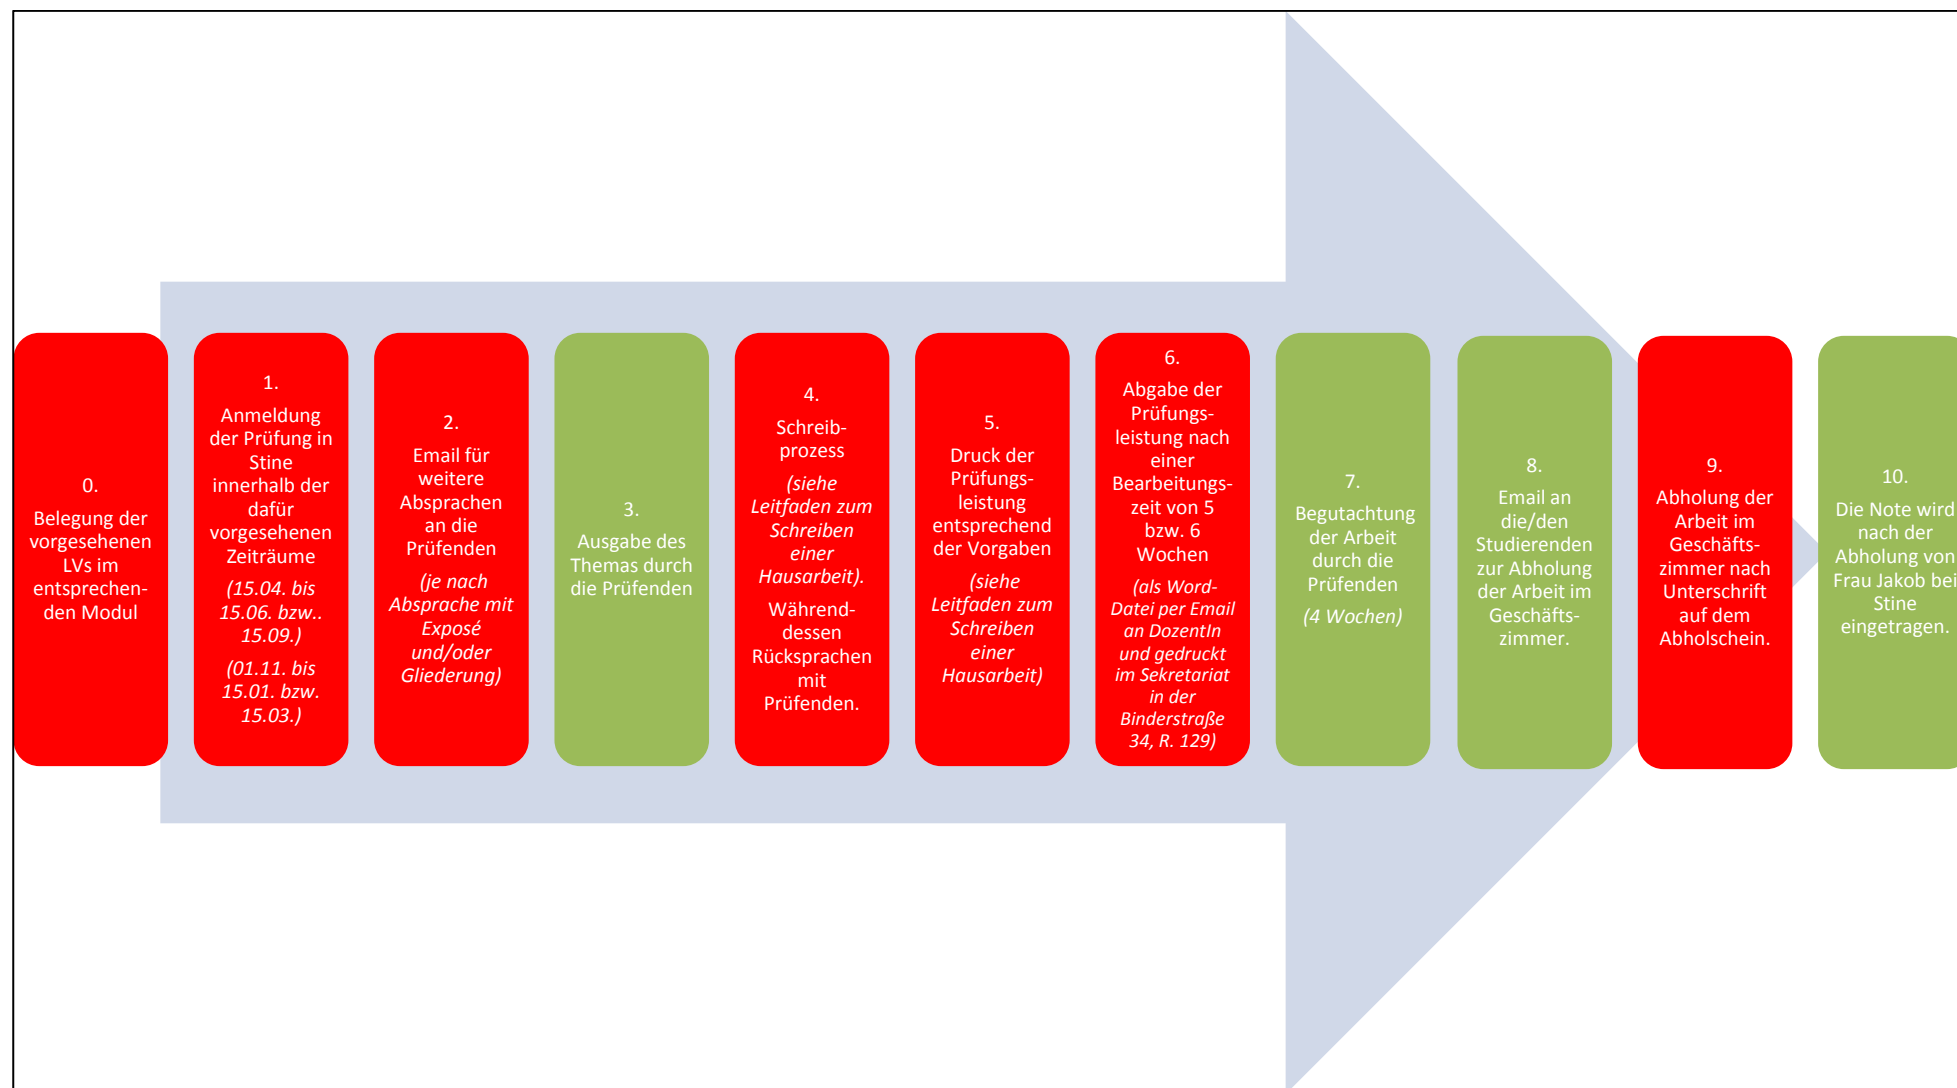 0.
Belegung der
vorgesehenen
LVs im
entsprechen-
den Modul
1.
Anmeldung
der Prüfung in
Stine
innerhalb der
dafür
vorgesehenen
Zeiträume
(15.04. bis
15.06. bzw..
15.09.)
(01.11. bis
15.01. bzw.
15.03.)
2.
Email für
weitere
Absprachen
an die
Prüfenden
(je nach
Absprache mit
Exposé
und/oder
Gliederung)
3.
Ausgabe des
Themas durch
die Prüfenden
4.
Schreib-
prozess
(siehe
Leitfaden zum
Schreiben
einer
Hausarbeit).
Während-
dessen
Rücksprachen
mit
Prüfenden.
5.
Druck der
Prüfungs-
leistung
entsprechend
der Vorgaben
(siehe
Leitfaden zum
Schreiben
einer
Hausarbeit)
6.
Abgabe der
Prüfungs-
leistung nach
einer
Bearbeitungs-
zeit von 5
bzw. 6
Wochen
(als Word-
Datei per Email
an DozentIn
und gedruckt
im Sekretariat
in der
Binderstraße
34, R. 129)
7.
Begutachtung
der Arbeit
durch die
Prüfenden
(4 Wochen)
8.
Email an
die/den
Studierenden
zur Abholung
der Arbeit im
Geschäfts-
zimmer.
9.
Abholung der
Arbeit im
Geschäfts-
zimmer nach
Unterschrift
auf dem
Abholschein.
10.
Die Note wird
nach der
Abholung von
Frau Jakob bei
Stine
eingetragen.